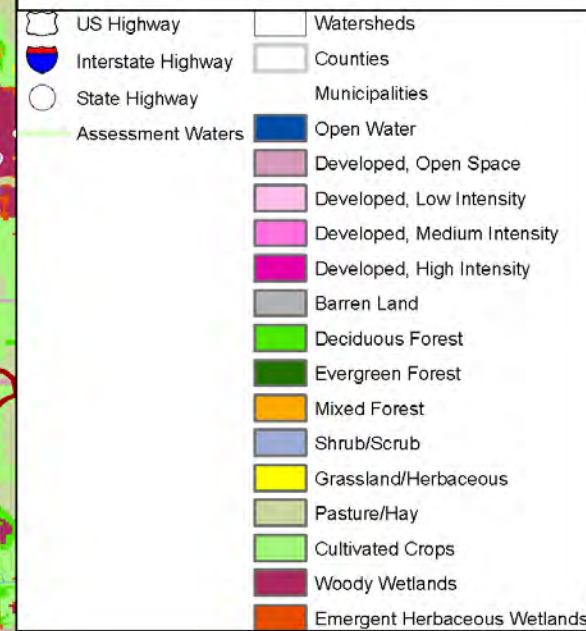 US Highway
Interstate Highway
State Highway
Assessment Waters
Watersheds
Counties
Municipalities
Open Water
Developed, Open Space
Developed, Low Intensity
Developed, Medium Intensity
Developed, High Intensity
Barren Land
Deciduous Forest
Evergreen Forest
Mixed Forest
Shrub/Scrub
Grassland/Herbaceous
Pasture/Hay
Cultivated Crops
Woody Wetlands
Emergent Herbaceous Wetlands